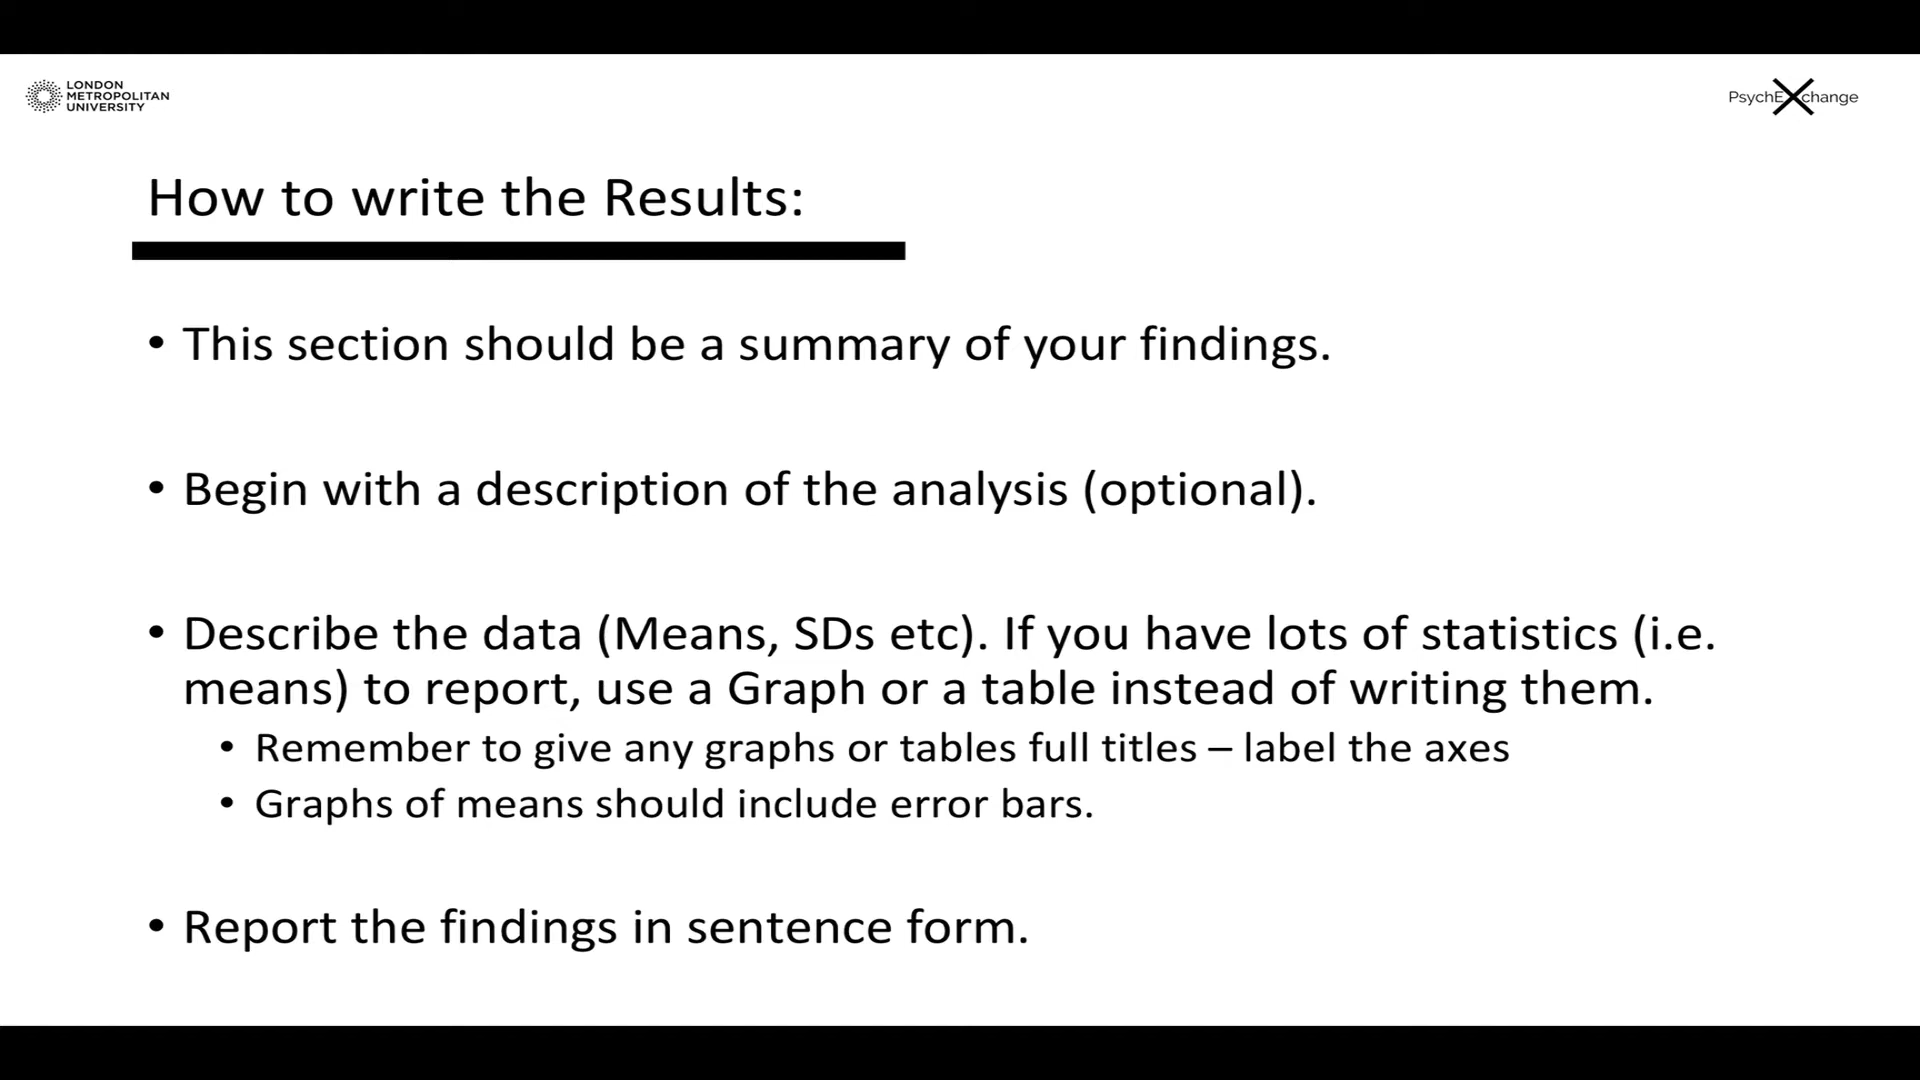 LONDON
METROPOLITAN
UNIVERSITY
PsychEXchange
How to write the Results:
• This section should be a summary of your findings.
• Begin with a description of the analysis (optional).
• Describe the data (Means, SDs etc). If you have lots of statistics (i.e.
means) to report, use a Graph or a table instead of writing them.
• Remember to give any graphs or tables full titles – label the axes
• Graphs of means should include error bars.
• Report the findings in sentence form.